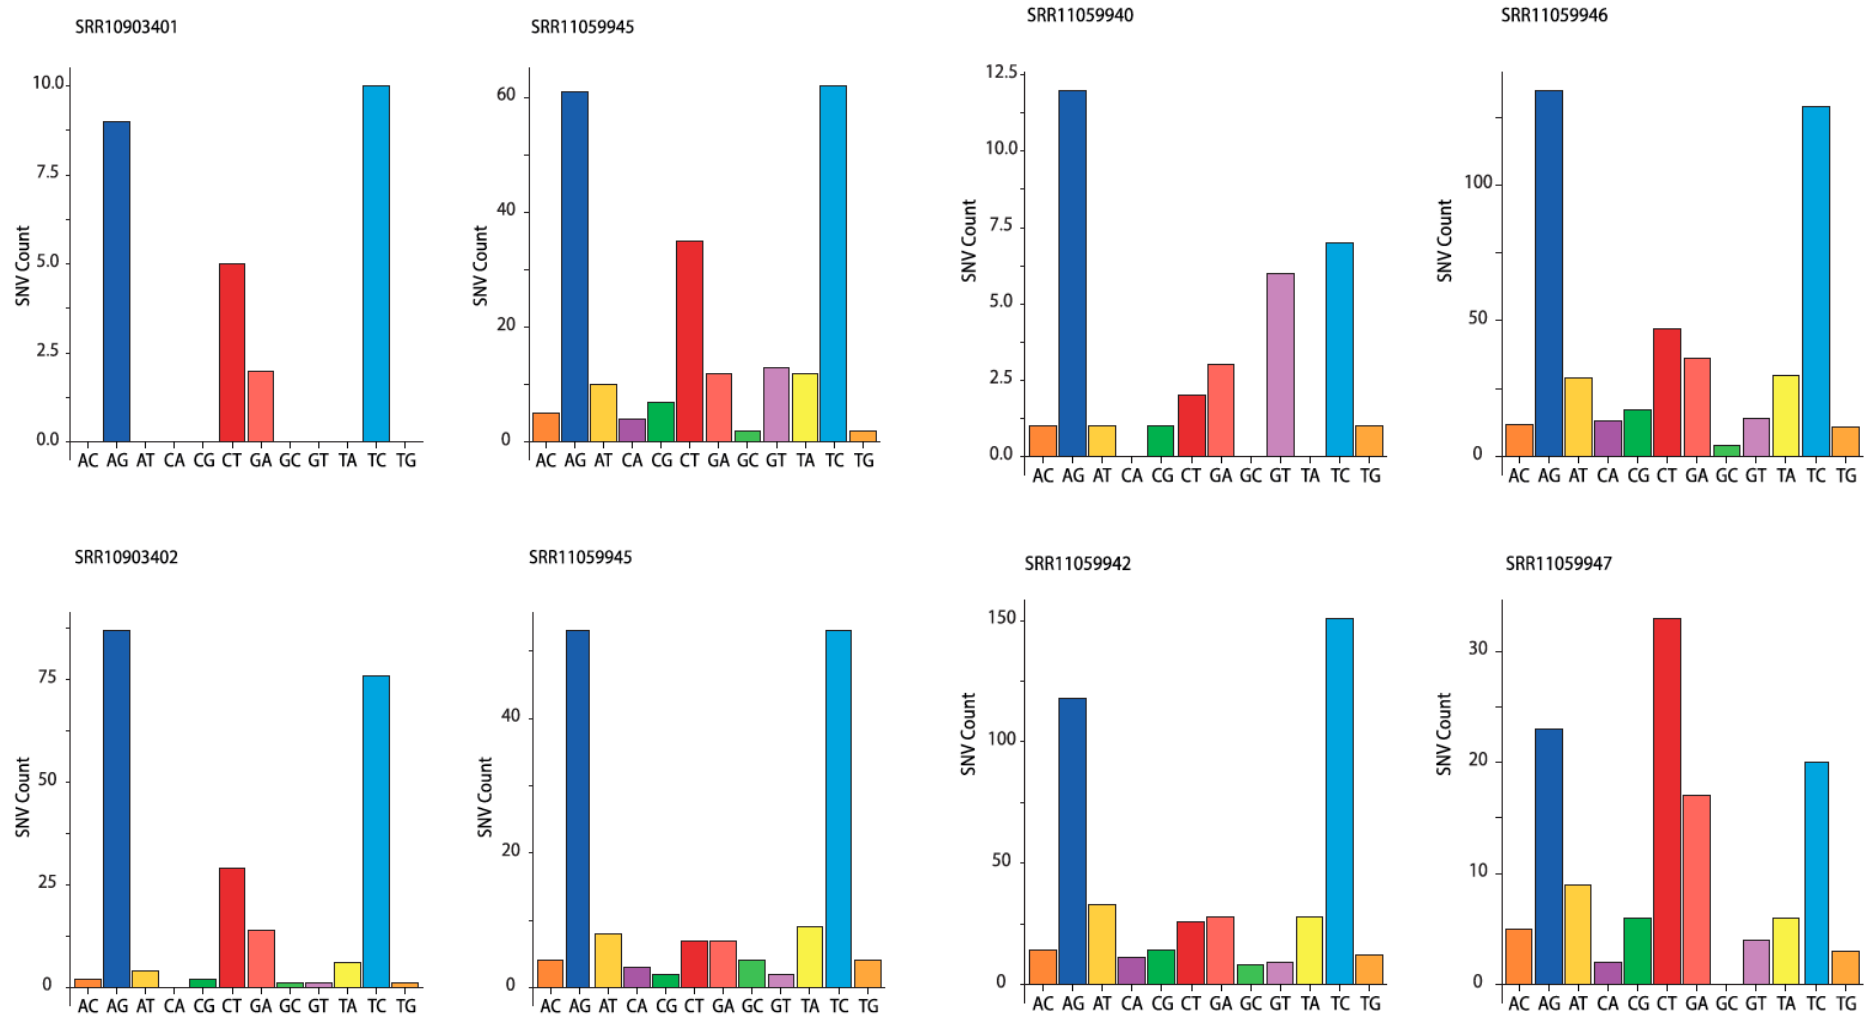 SRR10903401
10.0
7.5
5.0
2.5
0.0
SNV Count
AC AG AT CA CG CT GA GC GT TA TC TG
SRR11059945
60
40
20
0
SNV Count
AC AG AT CA CG CT GA GC GT TA TC TG
SRR11059940
12.5
10.0
7.5
5.0
2.5
0.0
SNV Count
AC AG AT CA CG CT GA GC GT TA TC TG
SRR11059946
100
50
0
SNV Count
AC AG AT CA CG CT GA GC GT TA TC TG
SRR10903402
75
50
25
0
SNV Count
AC AG AT CA CG CT GA GC GT TA TC TG
SRR11059945
40
20
0
SNV Count
AC AG AT CA CG CT GA GC GT TA TC TG
SRR11059942
150
100
50
0
SNV Count
AC AG AT CA CG CT GA GC GT TA TC TG
SRR11059947
30
20
10
0
SNV Count
AC AG AT CA CG CT GA GC GT TA TC TG